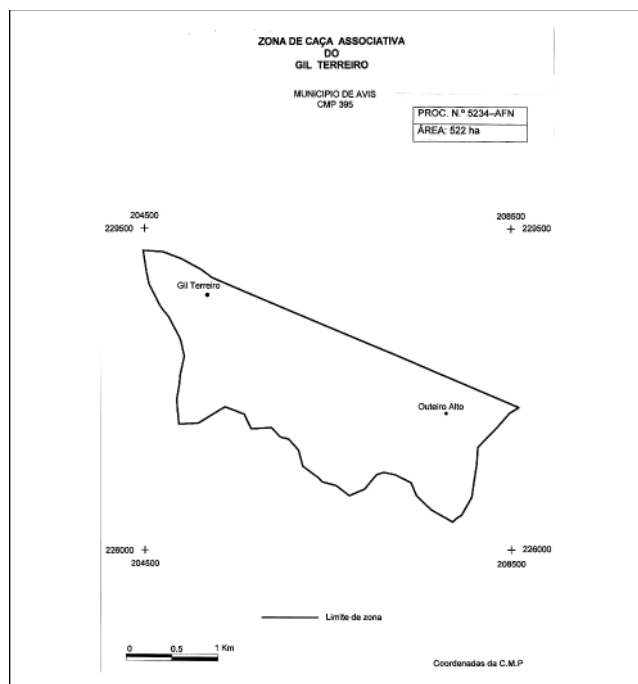 ZONA DE CAÇA ASSOCIATIVA
DO
GIL TERREIRO
MUNICIPIO DE AVIS
CMP 395
PROC. N.º 5234–AFN
ÁREA: 522 ha
204500
229500
208500
229500
Gil Terreiro
Outeiro Alto
226000
204500
226000
208500
Limite de zona
0 0.5 1 Km
Coordenadas da C.M.P